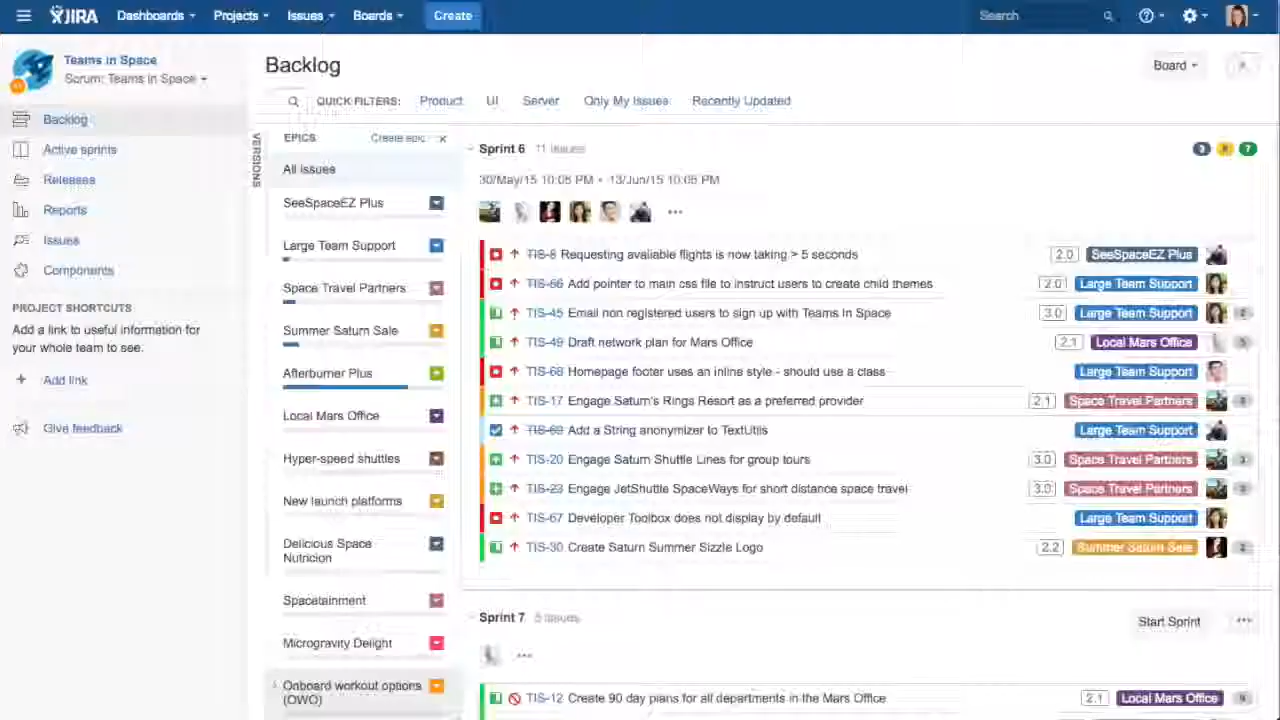 JIRA Dashboards Projects Issues Boards Create Search
Teams in Space
Scrum: Teams in Space
Backlog
Active sprints
Releases
Reports
Issues
Components
PROJECT SHORTCUTS
Add a link to useful information for
your whole team to see.
Add link
Give feedback
Backlog
Board
QUICK FILTERS: Product UI Server Only My Issues Recently Updated
VERSIONS
EPICS Create epic
All issues
SeeSpaceEZ Plus
Large Team Support
Space Travel Partners
Summer Saturn Sale
Afterburner Plus
Local Mars Office
Hyper-speed shuttles
New launch platforms
Delicious Space
Nutricion
Spacetainment
Microgravity Delight
Onboard workout options
(OWO)
Sprint 6 11 issues
30/May/15 10:08 PM • 13/Jun/15 10:08 PM
TIS-8 Requesting available flights is now taking > 5 seconds 2.0 SeeSpaceEZ Plus
TIS-56 Add pointer to main css file to instruct users to create child themes 2.0 Large Team Support
TIS-45 Email non registered users to sign up with Teams In Space 3.0 Large Team Support
TIS-49 Draft network plan for Mars Office 2.1 Local Mars Office
TIS-68 Homepage footer uses an inline style - should use a class Large Team Support
TIS-17 Engage Saturn's Rings Resort as a preferred provider 2.1 Space Travel Partners
TIS-69 Add a String anonymizer to TextUtils Large Team Support
TIS-20 Engage Saturn Shuttle Lines for group tours 3.0 Space Travel Partners
TIS-23 Engage JetShuttle SpaceWays for short distance space travel 3.0 Space Travel Partners
TIS-67 Developer Toolbox does not display by default Large Team Support
TIS-30 Create Saturn Summer Sizzle Logo 2.2 Summer Saturn Sale
Sprint 7 5 issues
Start Sprint
TIS-12 Create 90 day plans for all departments in the Mars Office 2.1 Local Mars Office